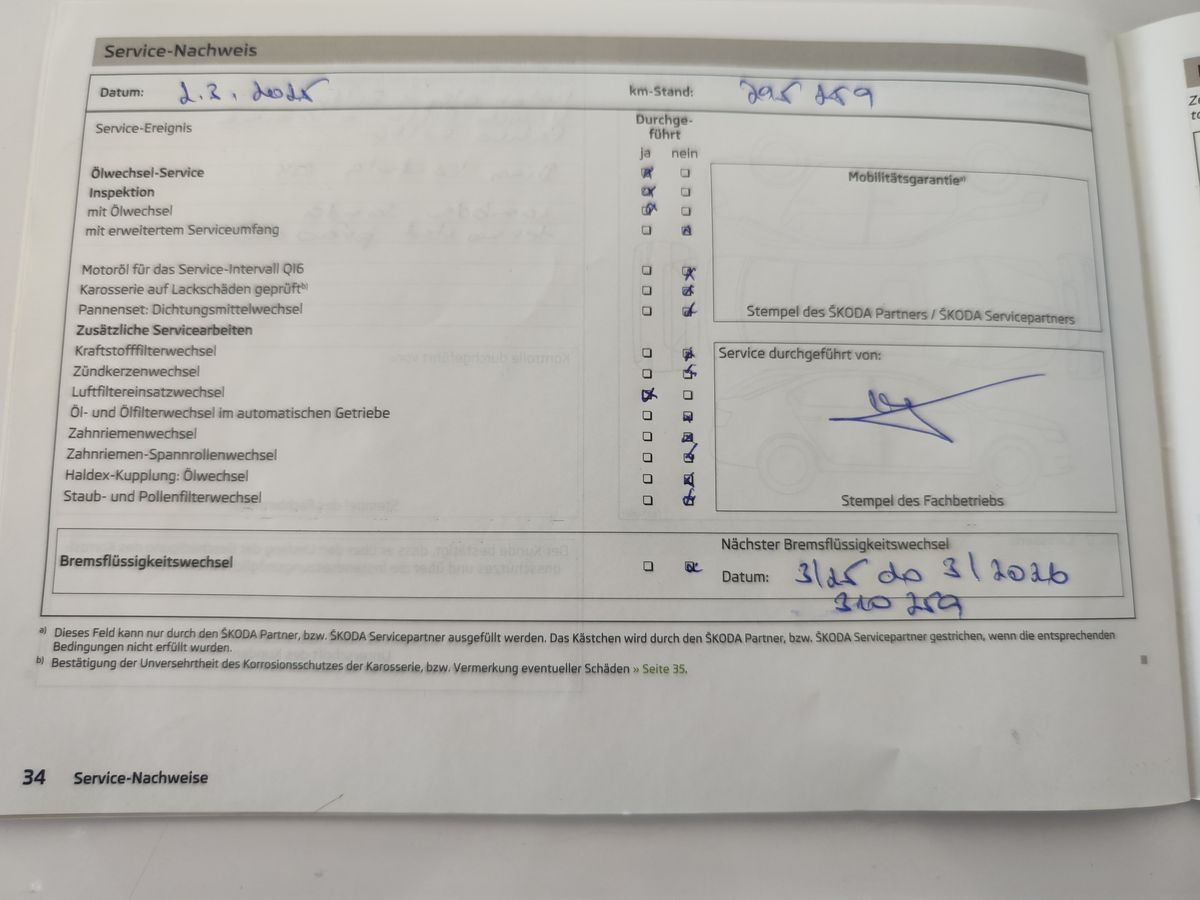 Service-Nachweis
Datum: 2.3.2025 km-Stand: 295 259
Service-Ereignis
Durchge-
führt
ja nein
Ölwechsel-Service
Inspektion
mit Ölwechsel
mit erweitertem Serviceumfang
Motoröl für das Service-Intervall QI6
Karosserie auf Lackschäden geprüft b)
Pannenset: Dichtungsmittelwechsel
Zusätzliche Servicearbeiten
Kraftstofffilterwechsel
Zündkerzenwechsel
Luftfiltereinsatzwechsel
Öl- und Ölfilterwechsel im automatischen Getriebe
Zahnriemenwechsel
Zahnriemen-Spannrollenwechsel
Haldex-Kupplung: Ölwechsel
Staub- und Pollenfilterwechsel
Mobilitätsgarantie a)
Stempel des ŠKODA Partners / ŠKODA Servicepartners
Service durchgeführt von:
Stempel des Fachbetriebs
Bremsflüssigkeitswechsel
Nächster Bremsflüssigkeitswechsel
Datum: 3/25 do 3/2026
310 259
a) Dieses Feld kann nur durch den ŠKODA Partner, bzw. ŠKODA Servicepartner ausgefüllt werden. Das Kästchen wird durch den ŠKODA Partner, bzw. ŠKODA Servicepartner gestrichen, wenn die entsprechenden
Bedingungen nicht erfüllt wurden.
b) Bestätigung der Unversehrtheit des Korrosionsschutzes der Karosserie, bzw. Vermerkung eventueller Schäden » Seite 35.
34 Service-Nachweise